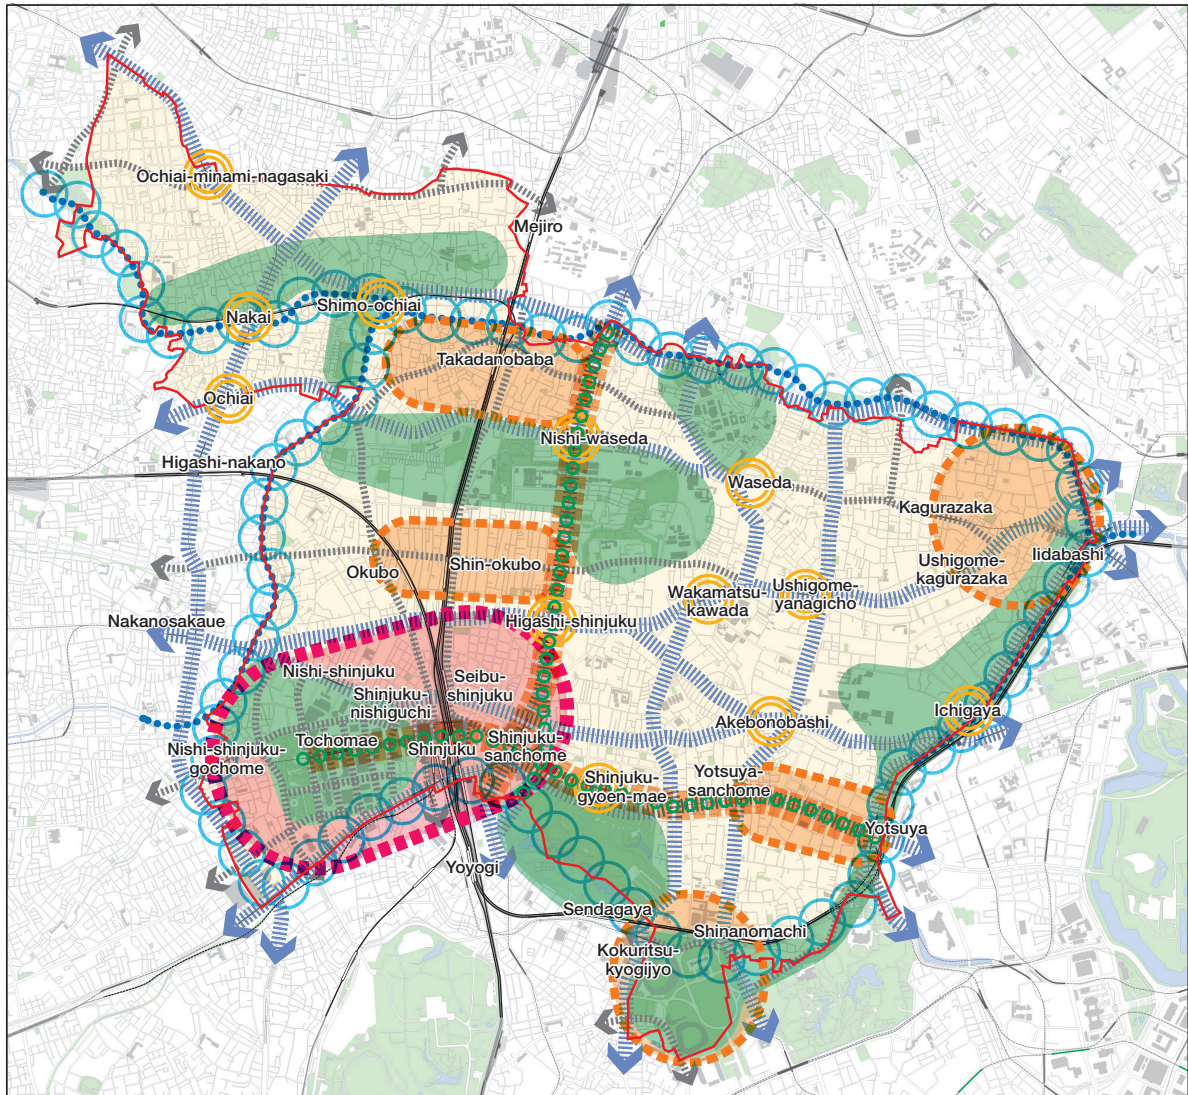 Ochiai-minami-nagasaki
Mejiro
Nakai
Shimo-ochiai
Takadanobaba
Ochiai
Nishi-waseda
Higashi-nakano
Waseda
Kagurazaka
Iidabashi
Ushigome-
kagurazaka
Okubo
Shin-okubo
Wakamatsu-
kawada
Ushigome-
yanagicho
Nakanosakaue
Higashi-shinjuku
Nishi-shinjuku
Seibu-
shinjuku
Shinjuku-
nishiguchi
Ichigaya
Akebonobashi
Tochomae
Shinjuku
Shinjuku-
sanchome
Nishi-shinjuku-
gochome
Shinjuku-
gyoen-mae
Yotsuya-
sanchome
Yotsuya
Yoyogi
Sendagaya
Shinanomachi
Kokuritsu-
kyogijyo